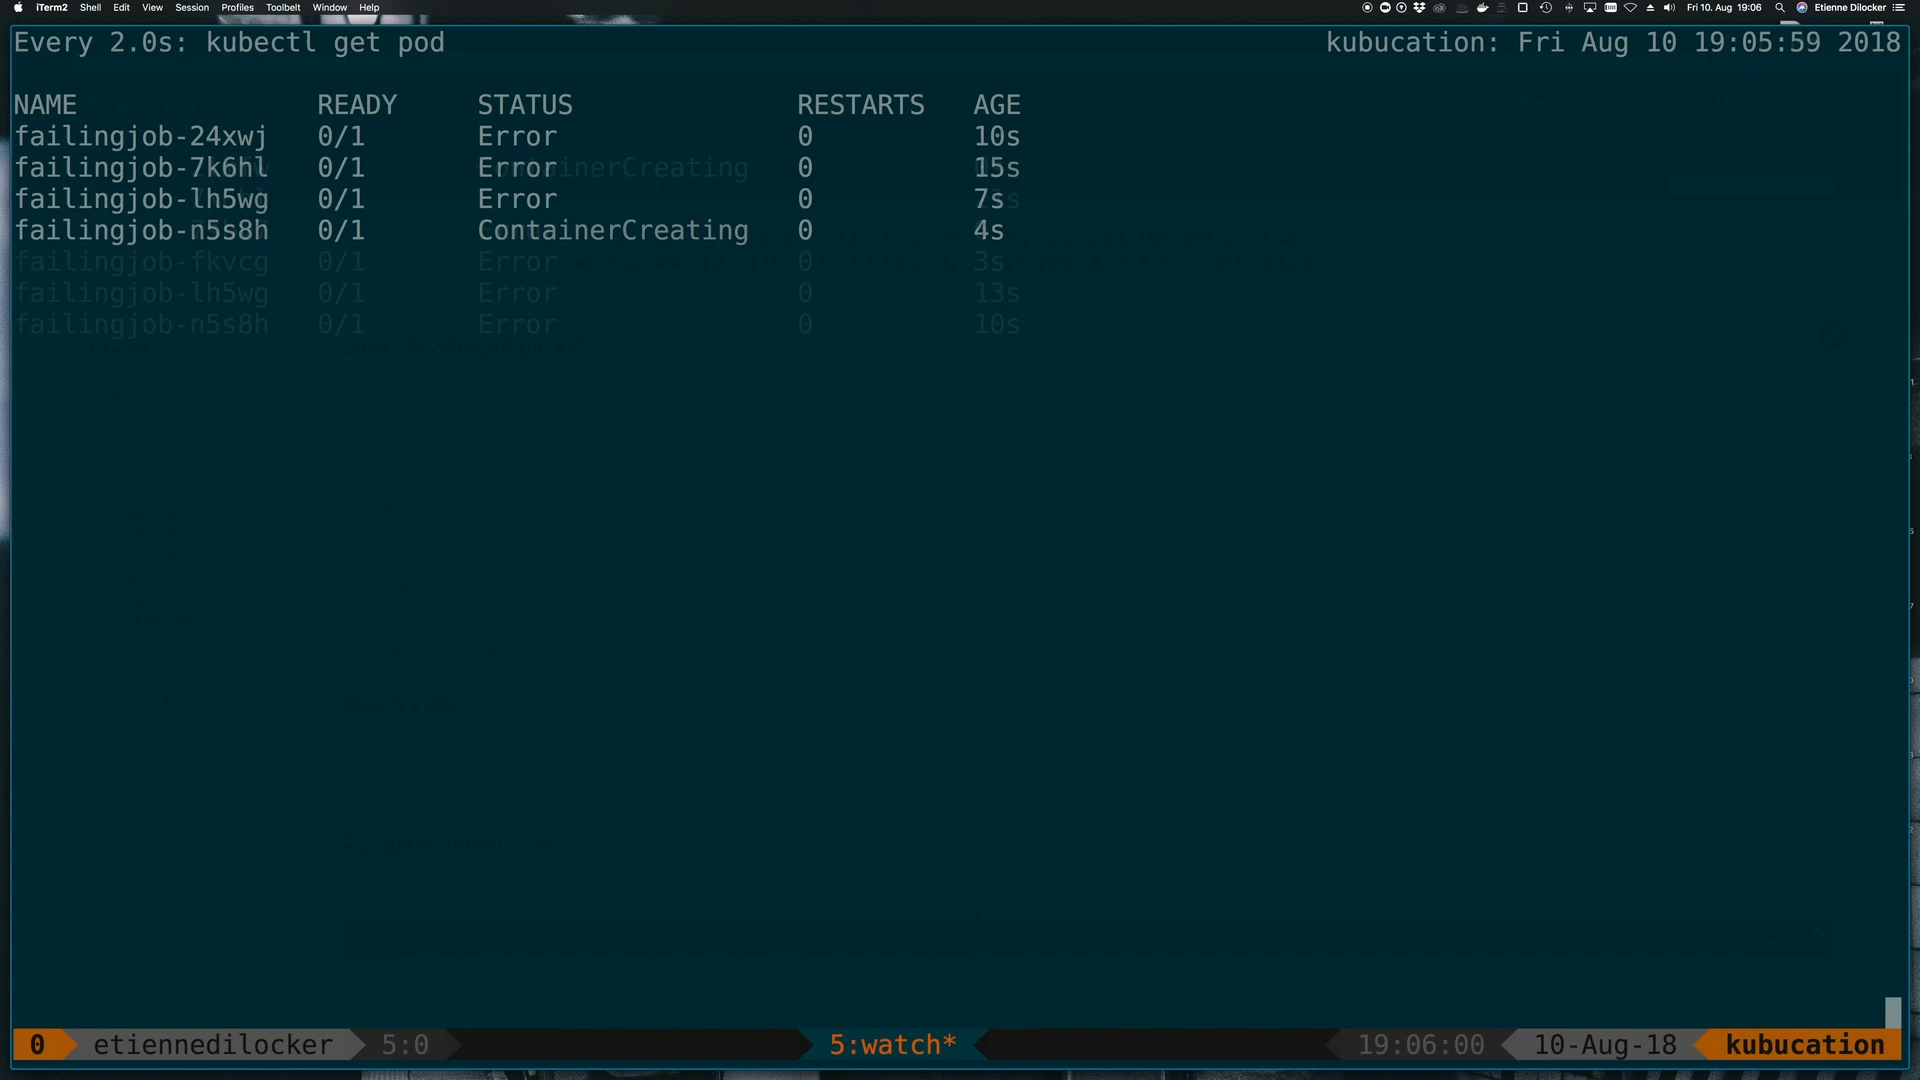 iTerm2 Shell Edit View Session Profiles Toolbelt Window Help Fri 10. Aug 19:06 Etienne Dilocker
Every 2.0s: kubectl get pod kubucation: Fri Aug 10 19:05:59 2018
NAME READY STATUS RESTARTS AGE
failingjob-24xwj 0/1 Error 0 10s
failingjob-7k6hl 0/1 Error 0 15s
failingjob-lh5wg 0/1 Error 0 7s
failingjob-n5s8h 0/1 ContainerCreating 0 4s
failingjob-fkvcg 0/1 Error 0 3s
failingjob-lh5wg 0/1 Error 0 13s
failingjob-n5s8h 0/1 Error 0 10s
0 etiennedilocker 5:0 5:watch* 19:06:00 10-Aug-18 kubucation